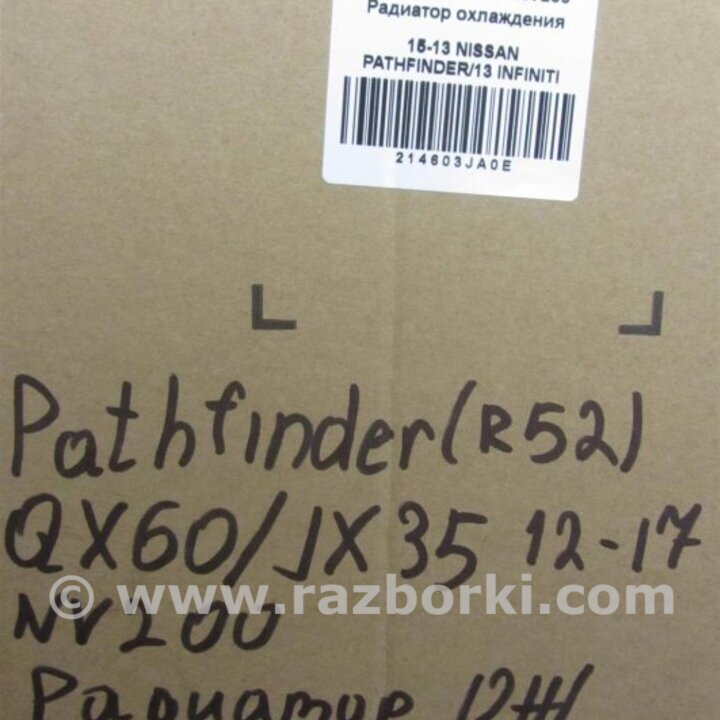 Радиатор охлаждения
15-13 NISSAN
PATHFINDER/13 INFINITI
214603JA0E
Pathfinder(R52)
QX60/JX35 12-17
© www.razborki.com
NV200
Радиатор